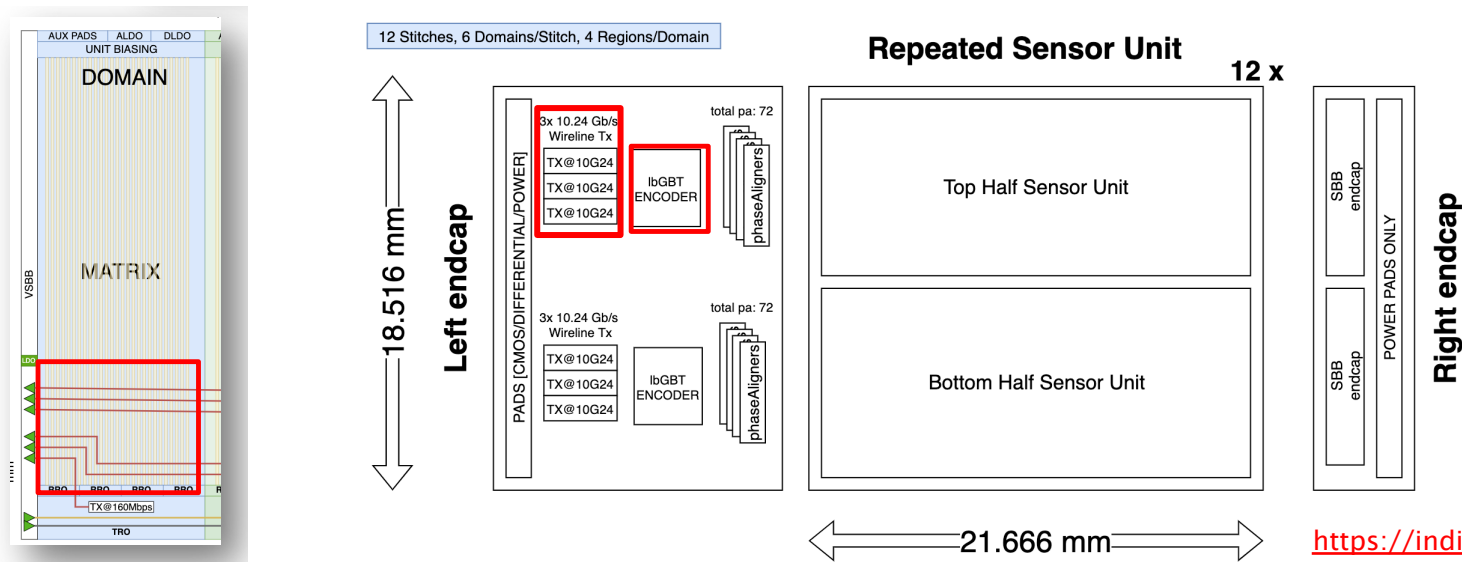 AUX PADS ALDO DLDO
UNIT BIASING
DOMAIN
MATRIX
VSBB
LDO
RRO RRO RRO RRO
TX@160Mbps
TRO
12 Stitches, 6 Domains/Stitch, 4 Regions/Domain
Repeated Sensor Unit
12 x
18.516 mm
Left endcap
PADS [CMOS/DIFFERENTIAL/POWER]
3x 10.24 Gb/s
Wireline Tx
TX@10G24
TX@10G24
TX@10G24
lbGBT
ENCODER
total pa: 72
phaseAligners
3x 10.24 Gb/s
Wireline Tx
TX@10G24
TX@10G24
TX@10G24
lbGBT
ENCODER
total pa: 72
phaseAligners
Top Half Sensor Unit
Bottom Half Sensor Unit
21.666 mm
SBB
endcap
SBB
endcap
POWER PADS ONLY
Right endcap
https://indi